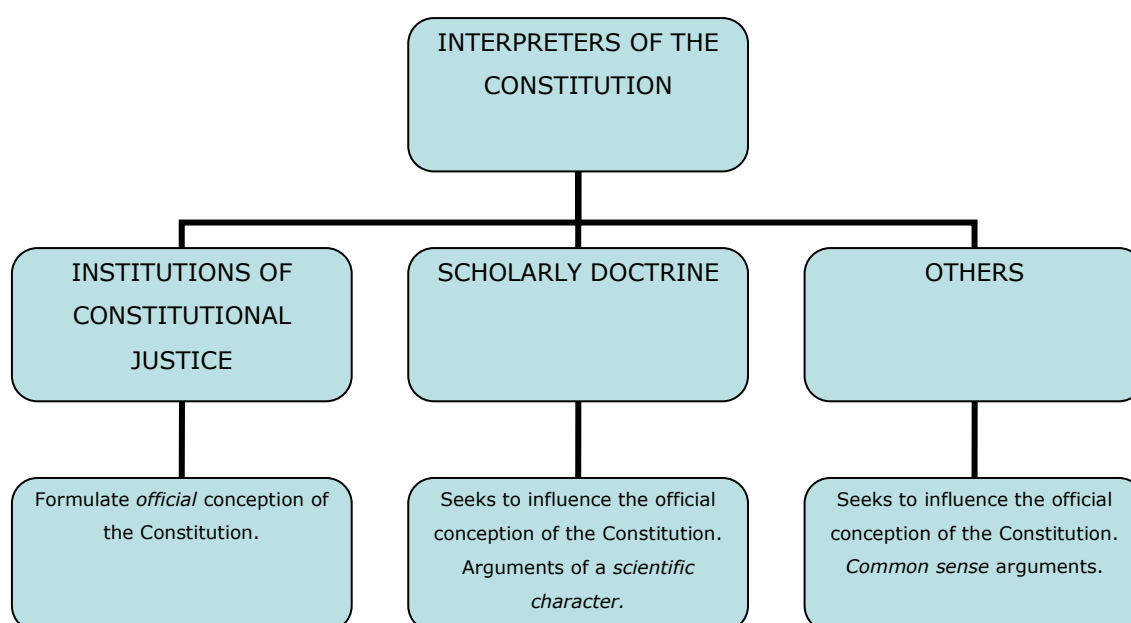 INTERPRETERS OF THE
CONSTITUTION
INSTITUTIONS OF
CONSTITUTIONAL
JUSTICE
SCHOLARLY DOCTRINE
OTHERS
Formulate official conception of
the Constitution.
Seeks to influence the official
conception of the Constitution.
Arguments of a scientific
character.
Seeks to influence the official
conception of the Constitution.
Common sense arguments.